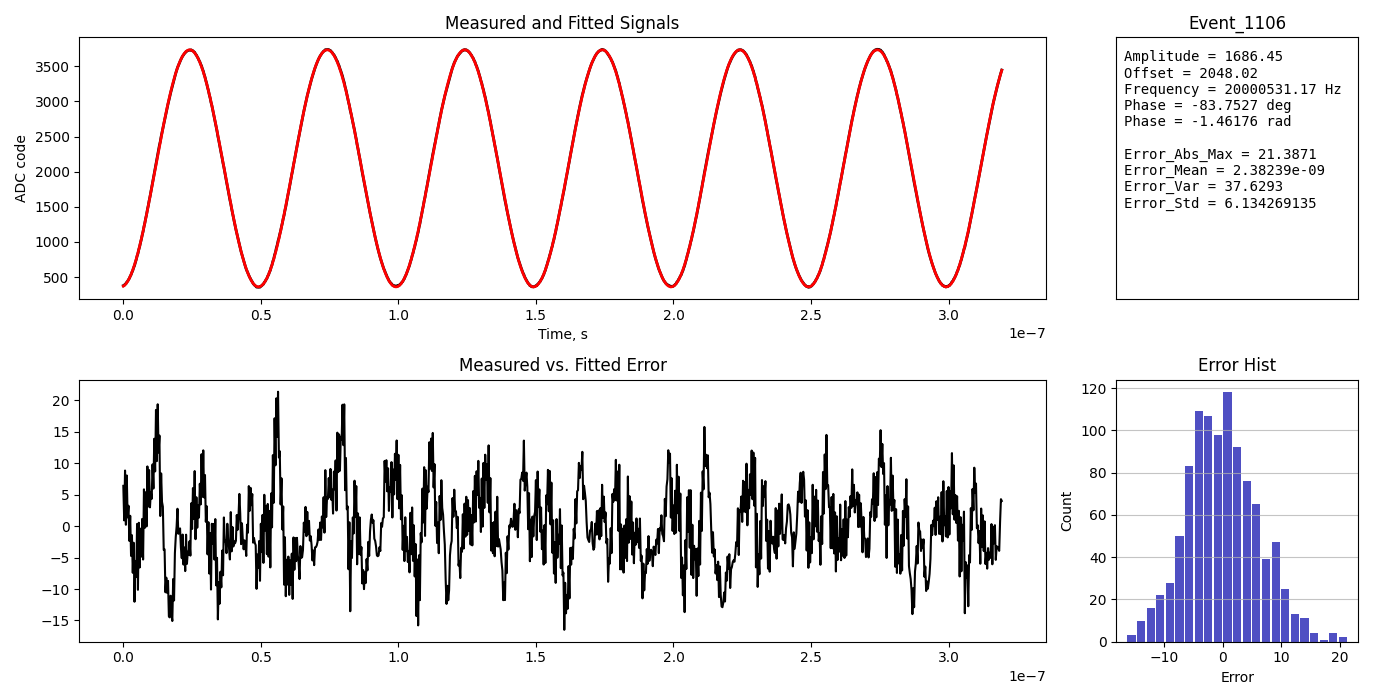 Measured and Fitted Signals
ADC code
3500
3000
2500
2000
1500
1000
500
0.0 0.5 1.0 1.5 2.0 2.5 3.0
Time, s
1e−7
Event_1106
Amplitude = 1686.45
Offset = 2048.02
Frequency = 20000531.17 Hz
Phase = -83.7527 deg
Phase = -1.46176 rad
Error_Abs_Max = 21.3871
Error_Mean = 2.38239e-09
Error_Var = 37.6293
Error_Std = 6.134269135
Measured vs. Fitted Error
20
15
10
5
0
−5
−10
−15
0.0 0.5 1.0 1.5 2.0 2.5 3.0
1e−7
Error Hist
Count
120
100
80
60
40
20
0
−10 0 10 20
Error